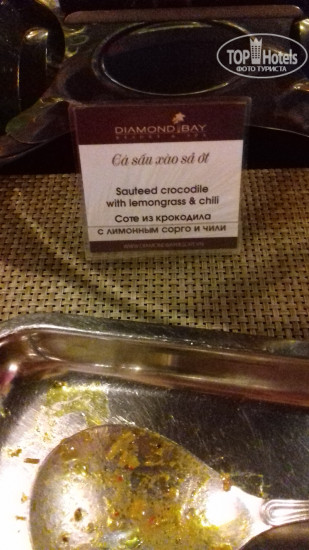 TOP Hotels
ФОТО ТУРИСТА
DIAMOND BAY
Cá sấu xào sả ớt
Sauteed crocodile
with lemongrass & chili
Соте из крокодила
с лимонным сорго и чили